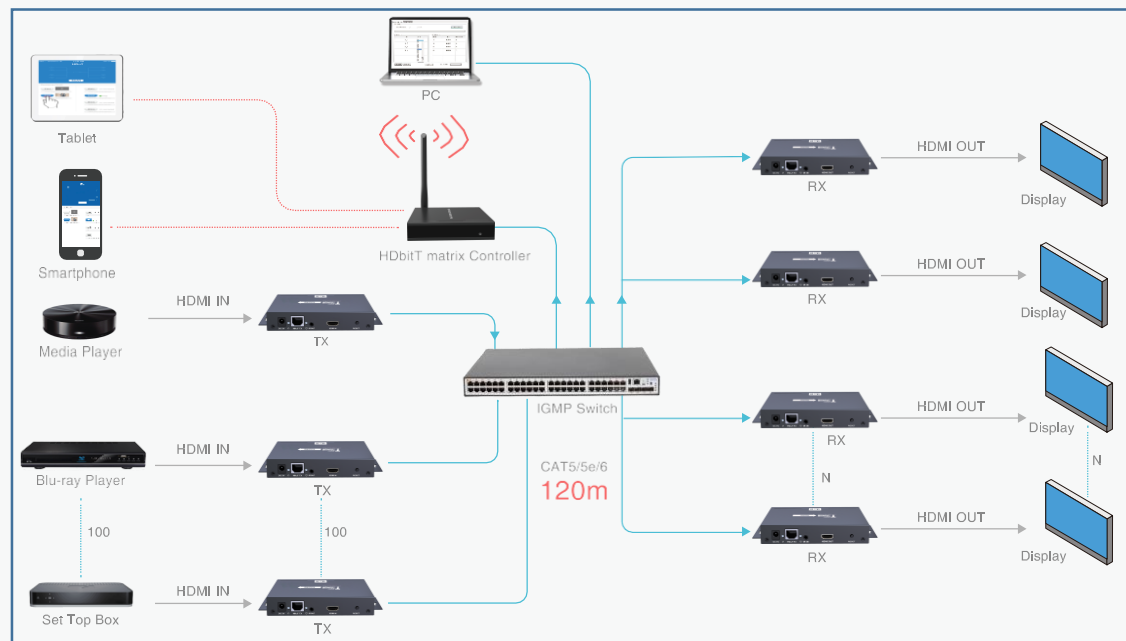 PC
Tablet
HDbitT matrix Controller
Smartphone
HDMI IN
TX
Media Player
IGMP Switch
HDMI IN
TX
Blu-ray Player
CAT5/5e/6
120m
100
100
HDMI IN
TX
Set Top Box
RX
HDMI OUT
Display
RX
HDMI OUT
Display
RX
HDMI OUT
Display
N
N
RX
HDMI OUT
Display